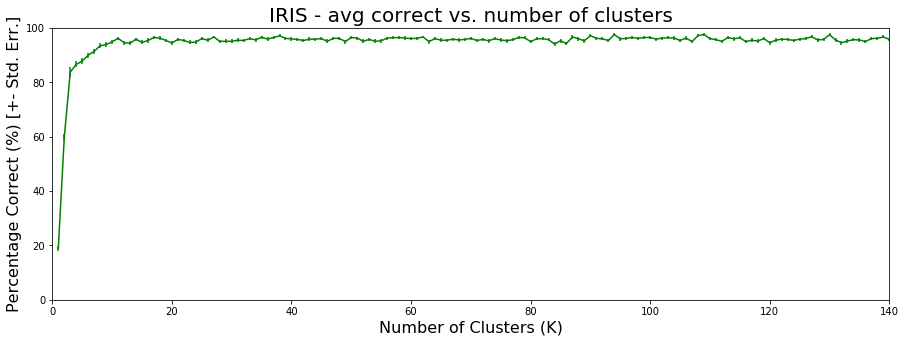 IRIS - avg correct vs. number of clusters
Percentage Correct (%) [+- Std. Err.]
100
80
60
40
20
0
0 20 40 60 80 100 120 140
Number of Clusters (K)